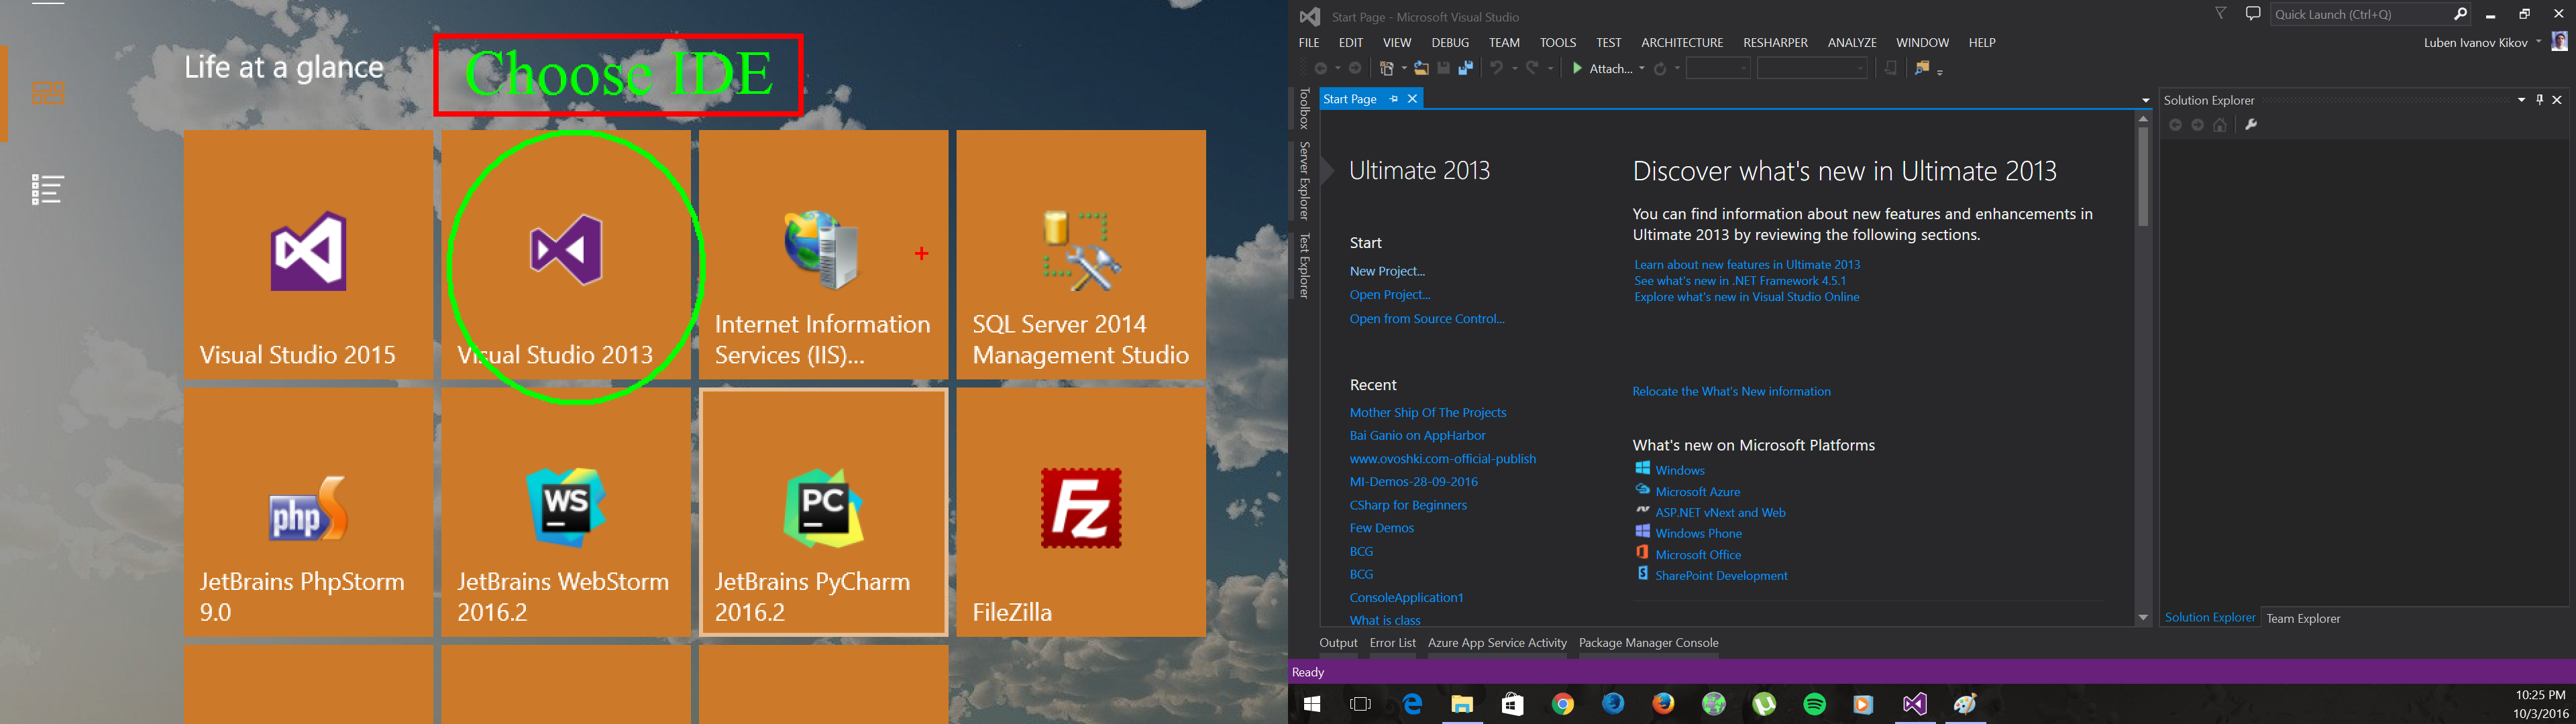 Life at a glance
Choose IDE
Visual Studio 2015
Visual Studio 2013
Internet Information
Services (IIS)...
SQL Server 2014
Management Studio
php
JetBrains PhpStorm
9.0
WS
JetBrains WebStorm
2016.2
PC
JetBrains PyCharm
2016.2
Fz
FileZilla
Start Page - Microsoft Visual Studio
Quick Launch (Ctrl+Q)
FILE EDIT VIEW DEBUG TEAM TOOLS TEST ARCHITECTURE RESHARPER ANALYZE WINDOW HELP
Luben Ivanov Kikov
Attach...
Toolbox
Server Explorer
Test Explorer
Start Page
Ultimate 2013
Start
New Project...
Open Project...
Open from Source Control...
Recent
Mother Ship Of The Projects
Bai Ganio on AppHarbor
www.ovoshki.com-official-publish
MI-Demos-28-09-2016
CSharp for Beginners
Few Demos
BCG
BCG
ConsoleApplication1
What is class
Discover what's new in Ultimate 2013
You can find information about new features and enhancements in
Ultimate 2013 by reviewing the following sections.
Learn about new features in Ultimate 2013
See what's new in .NET Framework 4.5.1
Explore what's new in Visual Studio Online
Relocate the What's New information
What's new on Microsoft Platforms
Windows
Microsoft Azure
ASP.NET vNext and Web
Windows Phone
Microsoft Office
SharePoint Development
Solution Explorer
Solution Explorer Team Explorer
Output Error List Azure App Service Activity Package Manager Console
Ready
10:25 PM
10/3/2016